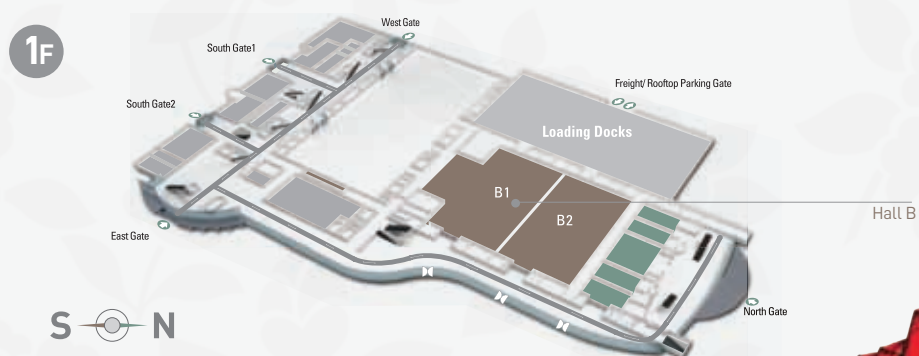 1F
West Gate
South Gate1
South Gate2
Freight/ Rooftop Parking Gate
Loading Docks
B1
B2
Hall B
East Gate
North Gate
S N